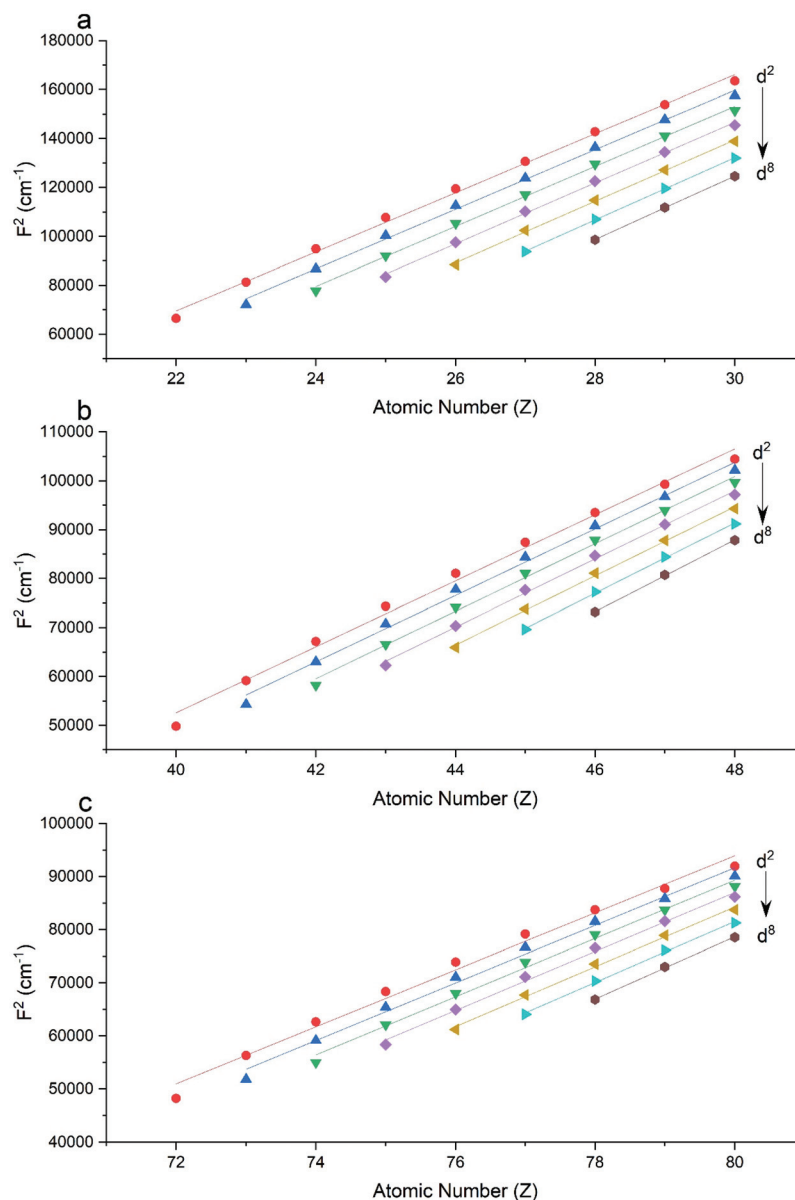 a
180000
160000
140000
120000
100000
80000
60000
F² (cm⁻¹)
d²
d⁸
22 24 26 28 30
Atomic Number (Z)
b
110000
100000
90000
80000
70000
60000
50000
F² (cm⁻¹)
d²
d⁸
40 42 44 46 48
Atomic Number (Z)
c
100000
90000
80000
70000
60000
50000
40000
F² (cm⁻¹)
d²
d⁸
72 74 76 78 80
Atomic Number (Z)